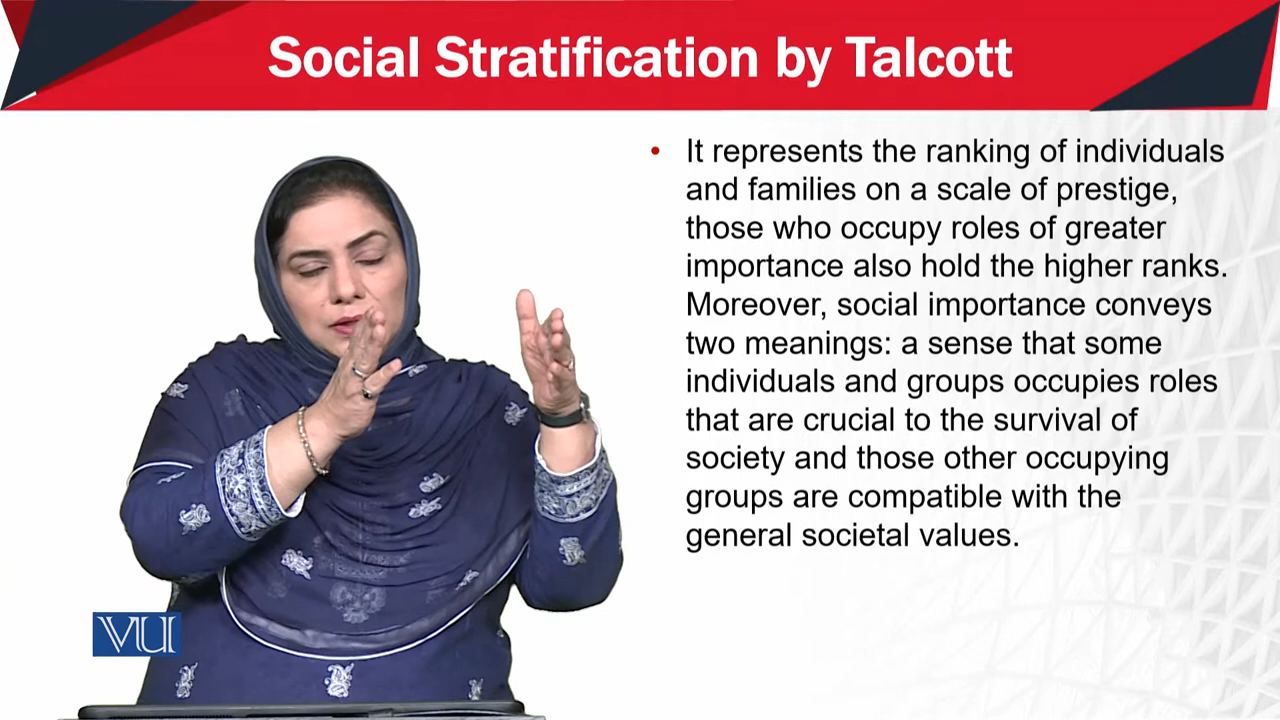 Social Stratification by Talcott
• It represents the ranking of individuals
and families on a scale of prestige,
those who occupy roles of greater
importance also hold the higher ranks.
Moreover, social importance conveys
two meanings: a sense that some
individuals and groups occupies roles
that are crucial to the survival of
society and those other occupying
groups are compatible with the
general societal values.
VU